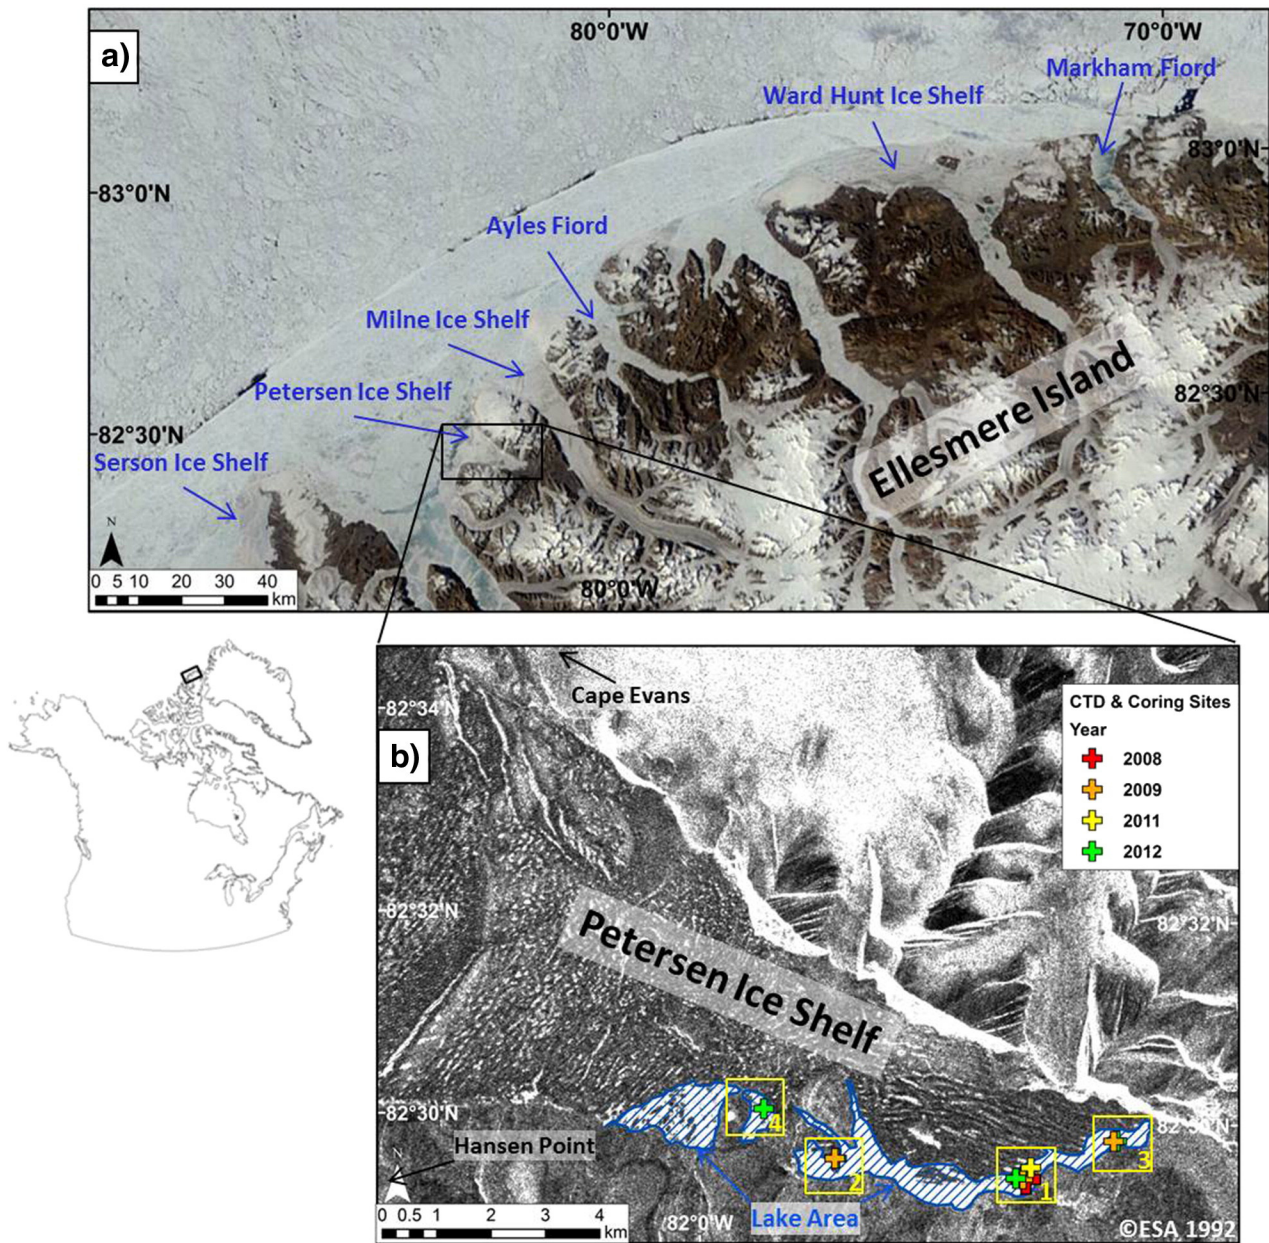 a)
80°0'W
70°0'W
Markham Fiord
Ward Hunt Ice Shelf
83°0'N
83°0'N
Ayles Fiord
Milne Ice Shelf
Petersen Ice Shelf
82°30'N
82°30'N
Serson Ice Shelf
Ellesmere Island
N
0 5 10 20 30 40
km
80°0'W
Cape Evans
82°34'N
b)
CTD & Coring Sites
Year
2008
2009
2011
2012
82°32'N
82°32'N
Petersen Ice Shelf
82°30'N
82°30'N
4
3
2
1
Hansen Point
N
Lake Area
82°0'W
0 0.5 1 2 3 4
km
©ESA 1992